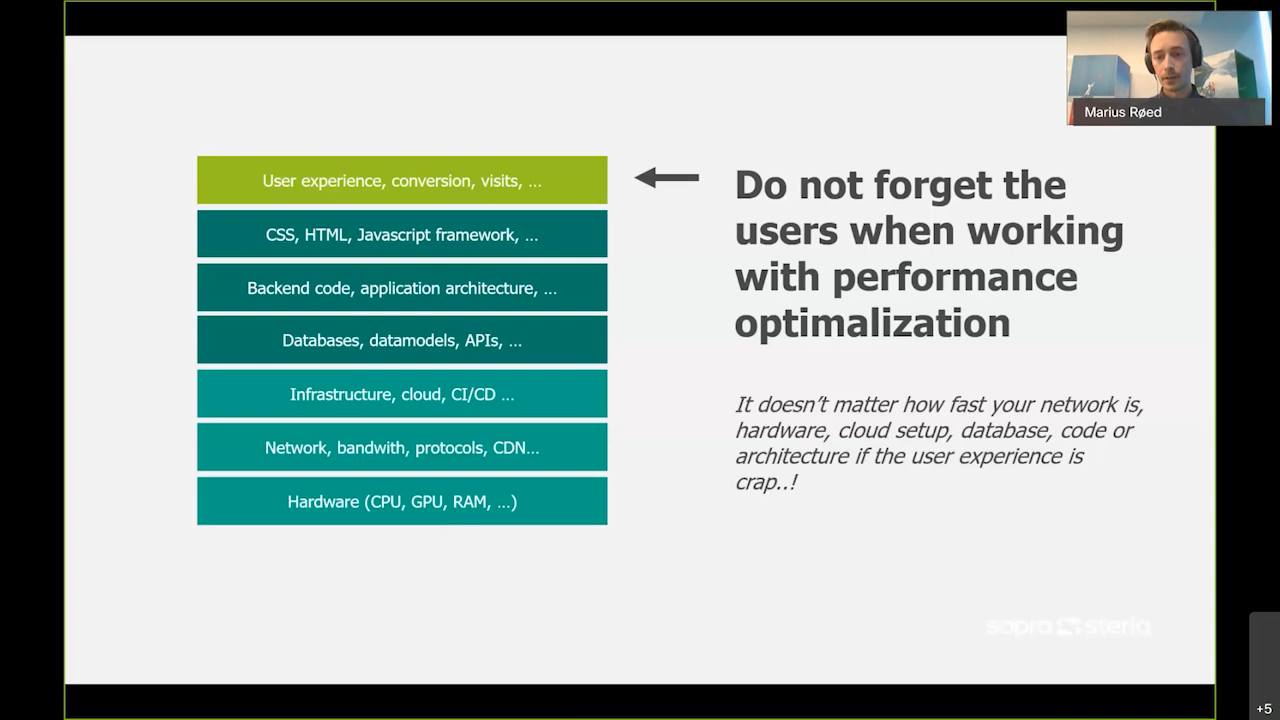 Marius Røed
User experience, conversion, visits, ...
CSS, HTML, Javascript framework, ...
Backend code, application architecture, ...
Databases, datamodels, APIs, ...
Infrastructure, cloud, CI/CD ...
Network, bandwith, protocols, CDN...
Hardware (CPU, GPU, RAM, ...)
Do not forget the
users when working
with performance
optimalization
It doesn't matter how fast your network is,
hardware, cloud setup, database, code or
architecture if the user experience is
crap..!
sopra steria
+5